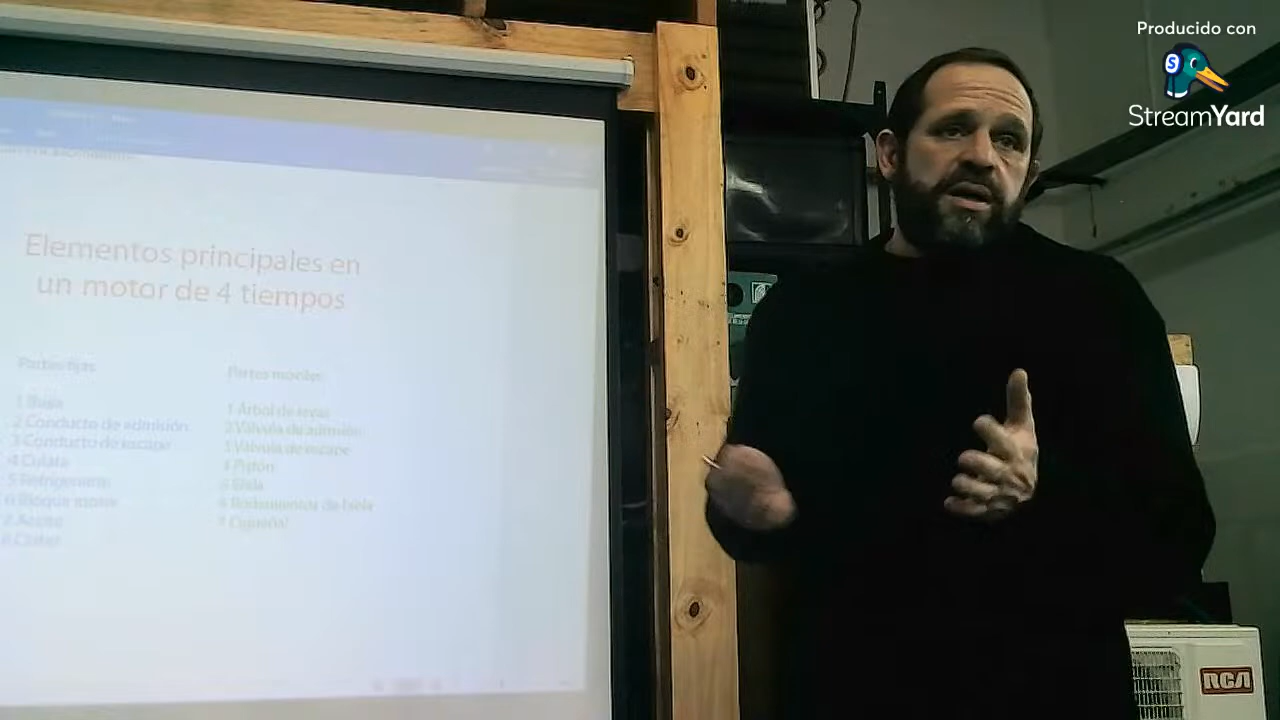 Producido con
StreamYard
Elementos principales en
un motor de 4 tiempos
Partes fijas
Partes moviles
1 Bujía
2 Conducto de admisión
3 Conducto de escape
4 Culata
5 Refrigerante
6 Bloque motor
7 Aceite
8 Carter
1 Árbol de levas
2 Válvula de admisión
3 Válvula de escape
4 Pistón
5 Biela
6 Rodamientos de biela
7 Cigüeñal
RCA